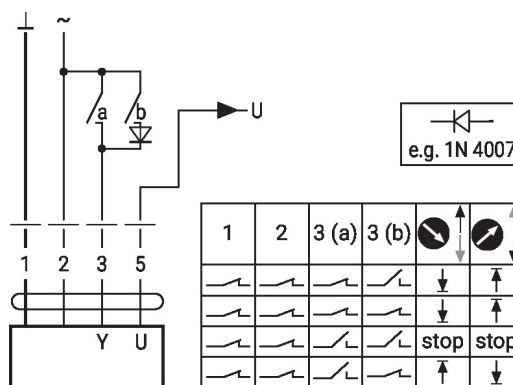 ⊥ ~
a b
U
e.g. 1N 4007
1 2 3 5
Y U
1 2 3 (a) 3 (b)
stop stop